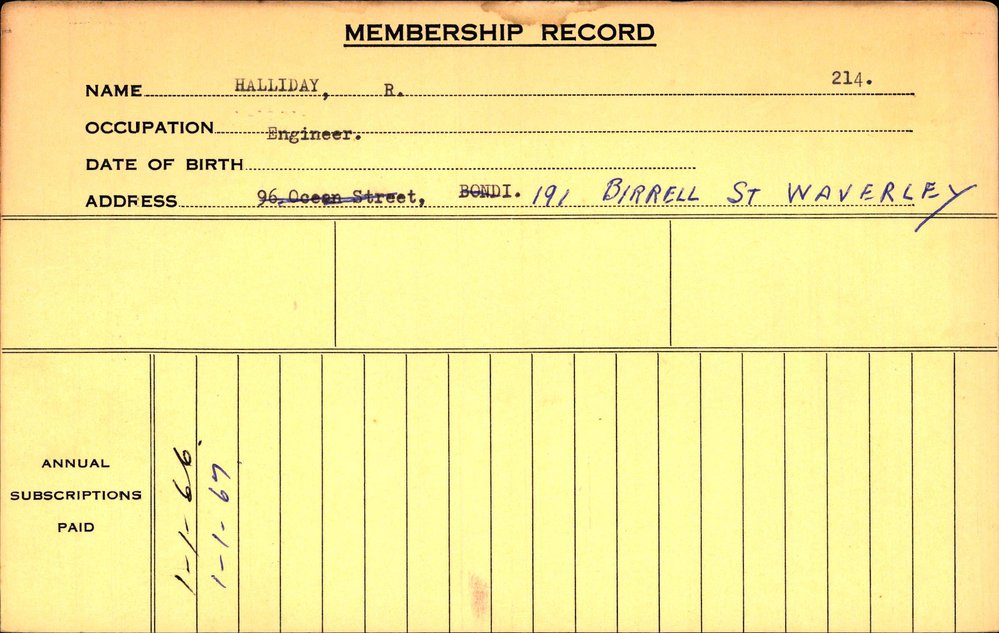 MEMBERSHIP RECORD
NAME HALLIDAY, R. 214.
OCCUPATION Engineer.
DATE OF BIRTH
ADDRESS 96 Ocean Street, BONDI. 191 BIRRELL ST WAVERLEY
ANNUAL
SUBSCRIPTIONS
PAID
1-1-66.
1-1-67